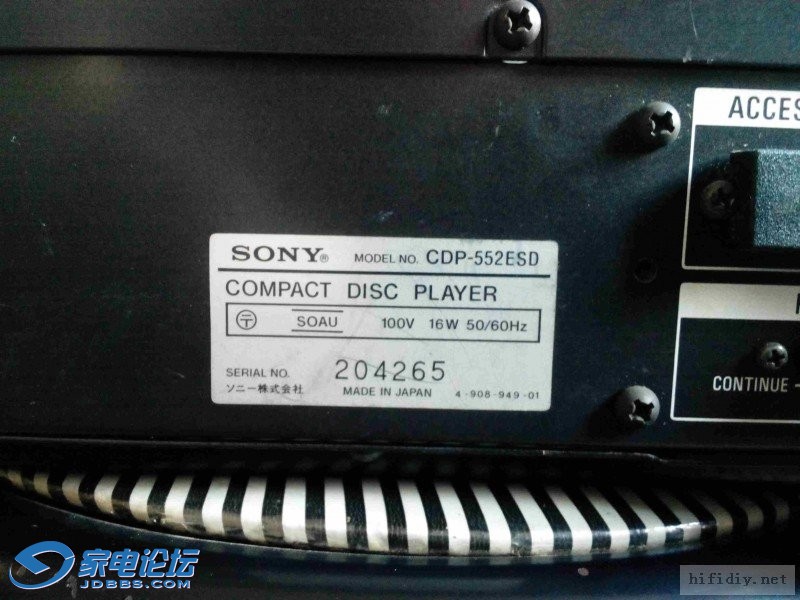 ACCES
SONY® MODEL NO. CDP-552ESD
COMPACT DISC PLAYER
〒 SOAU 100V 16W 50/60Hz
SERIAL NO. 204265
ソニー株式会社 MADE IN JAPAN 4-908-949-01
CONTINUE
家电论坛
JDBBS.COM
hifidiy.net